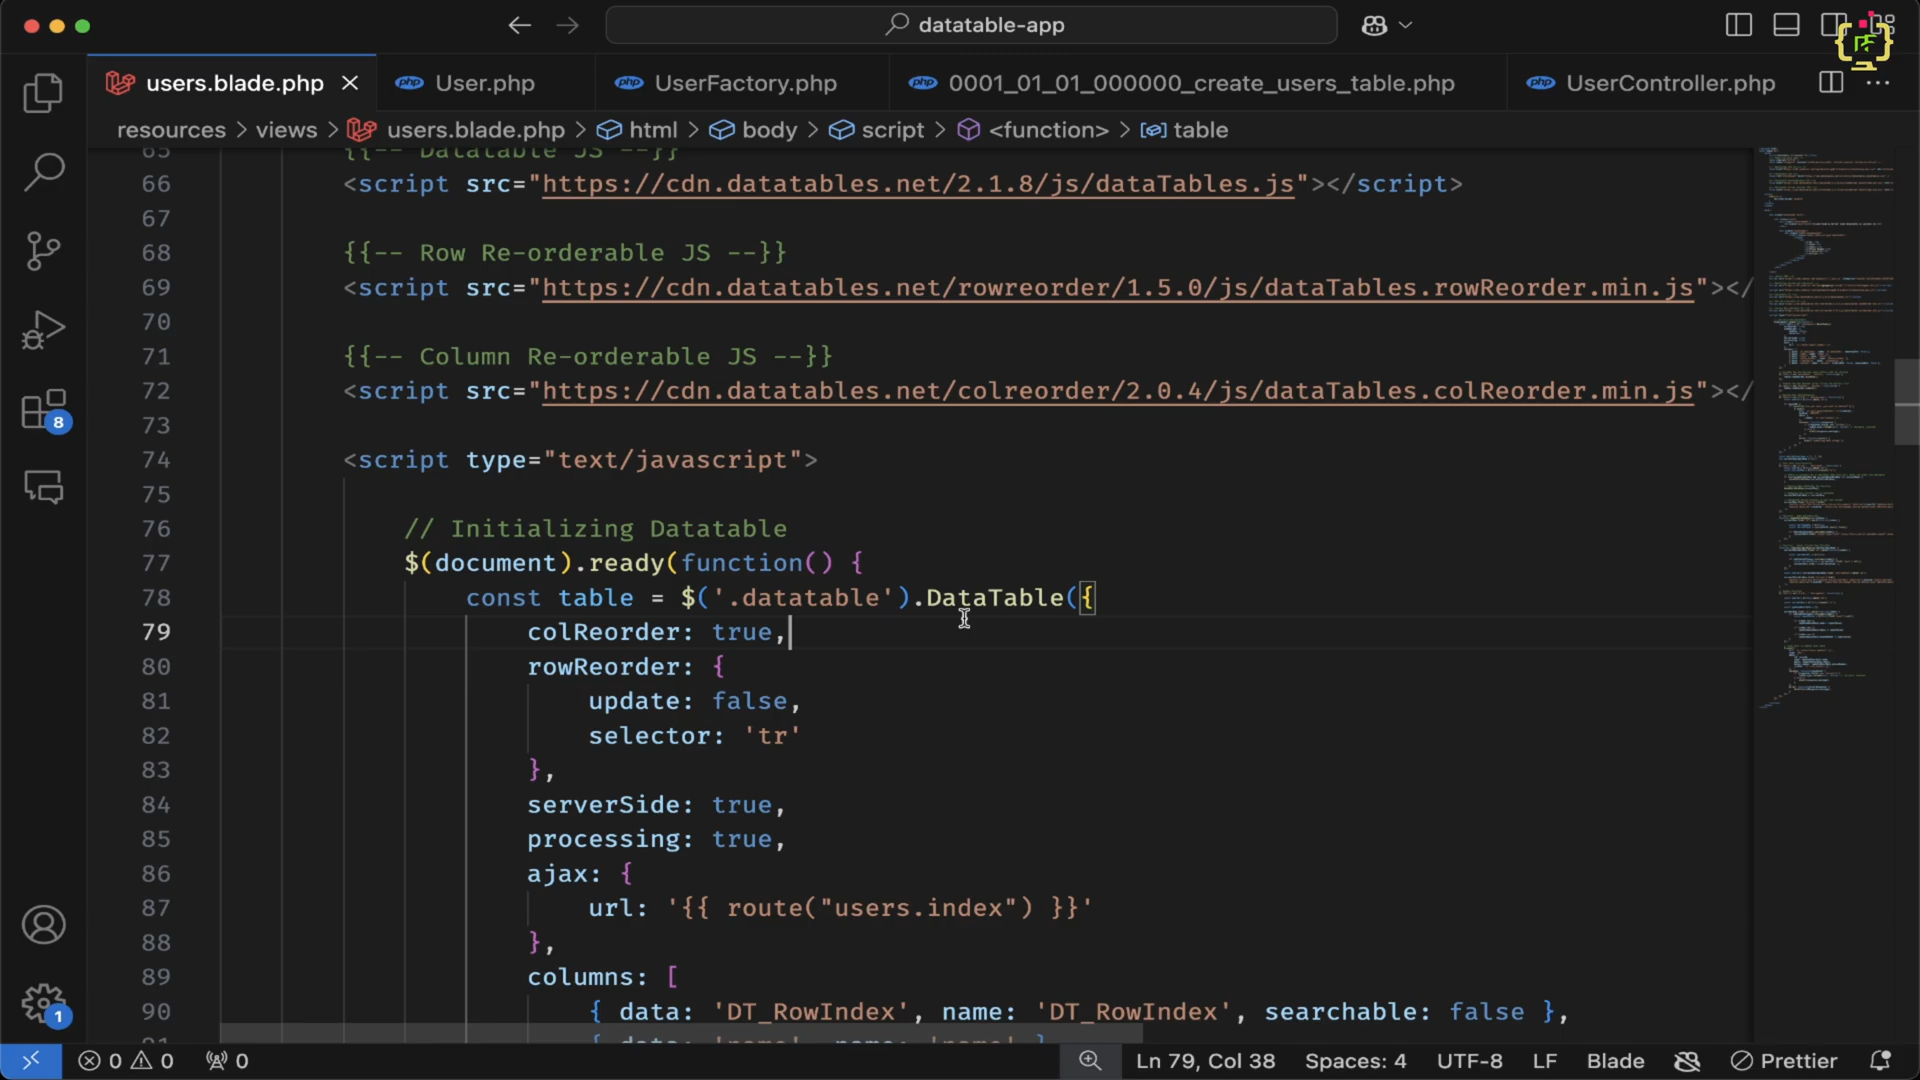 datatable-app
users.blade.php
User.php
UserFactory.php
0001_01_01_000000_create_users_table.php
UserController.php
resources > views > users.blade.php > html > body > script > <function> > table
65 {{-- Datatable JS --}}
66 <script src="https://cdn.datatables.net/2.1.8/js/dataTables.js"></script>
67
68 {{-- Row Re-orderable JS --}}
69 <script src="https://cdn.datatables.net/rowreorder/1.5.0/js/dataTables.rowReorder.min.js"></
70
71 {{-- Column Re-orderable JS --}}
72 <script src="https://cdn.datatables.net/colreorder/2.0.4/js/dataTables.colReorder.min.js"></
73
74 <script type="text/javascript">
75
76 // Initializing Datatable
77 $(document).ready(function() {
78 const table = $('.datatable').DataTable({
79 colReorder: true,
80 rowReorder: {
81 update: false,
82 selector: 'tr'
83 },
84 serverSide: true,
85 processing: true,
86 ajax: {
87 url: '{{ route("users.index") }}'
88 },
89 columns: [
90 { data: 'DT_RowIndex', name: 'DT_RowIndex', searchable: false },
8
1
0 0 0 Ln 79, Col 38 Spaces: 4 UTF-8 LF Blade Prettier